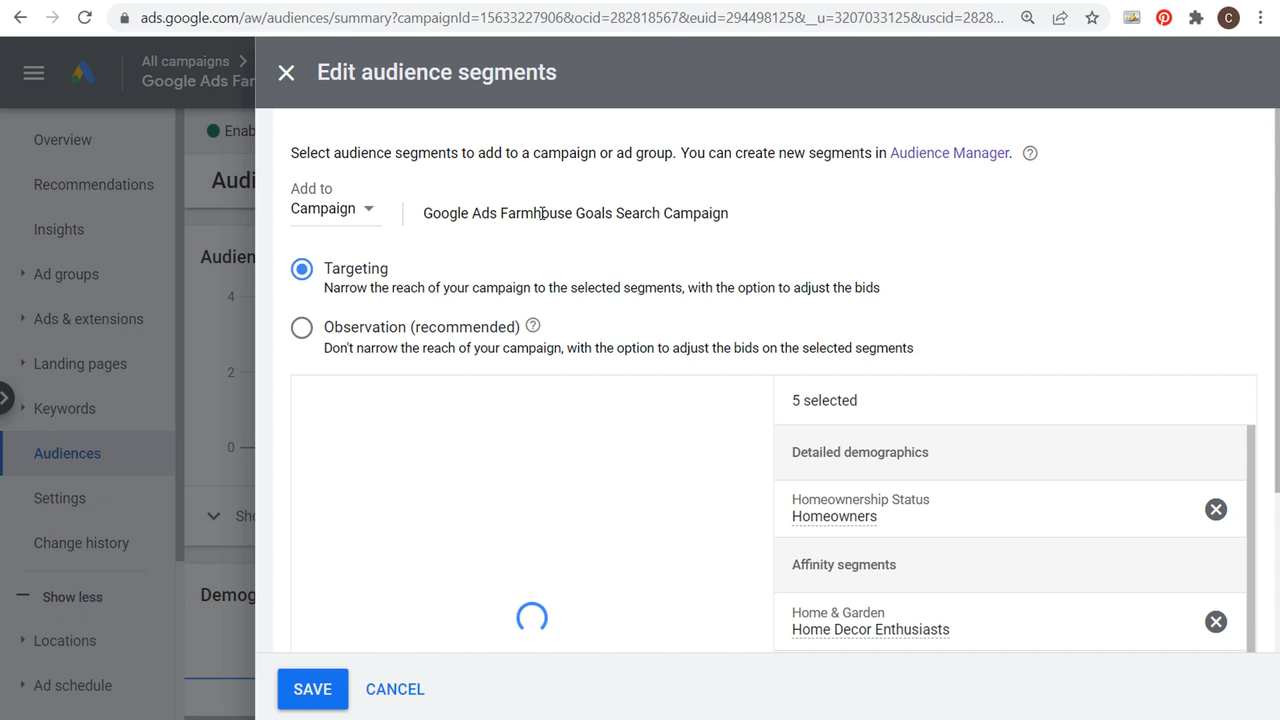 ads.google.com/aw/audiences/summary?campaignId=15633227906&ocid=282818567&euid=294498125&__u=3207033125&uscid=2828...
C
All campaigns
Google Ads Far
Edit audience segments
Overview
Recommendations
Insights
Ad groups
Ads & extensions
Landing pages
Keywords
Audiences
Settings
Change history
Show less
Locations
Ad schedule
Enab
Audi
Audien
4
2
0
Sho
Demog
Select audience segments to add to a campaign or ad group. You can create new segments in Audience Manager.
Add to
Campaign
Google Ads Farmhouse Goals Search Campaign
Targeting
Narrow the reach of your campaign to the selected segments, with the option to adjust the bids
Observation (recommended)
Don't narrow the reach of your campaign, with the option to adjust the bids on the selected segments
5 selected
Detailed demographics
Homeownership Status
Homeowners
Affinity segments
Home & Garden
Home Decor Enthusiasts
SAVE
CANCEL